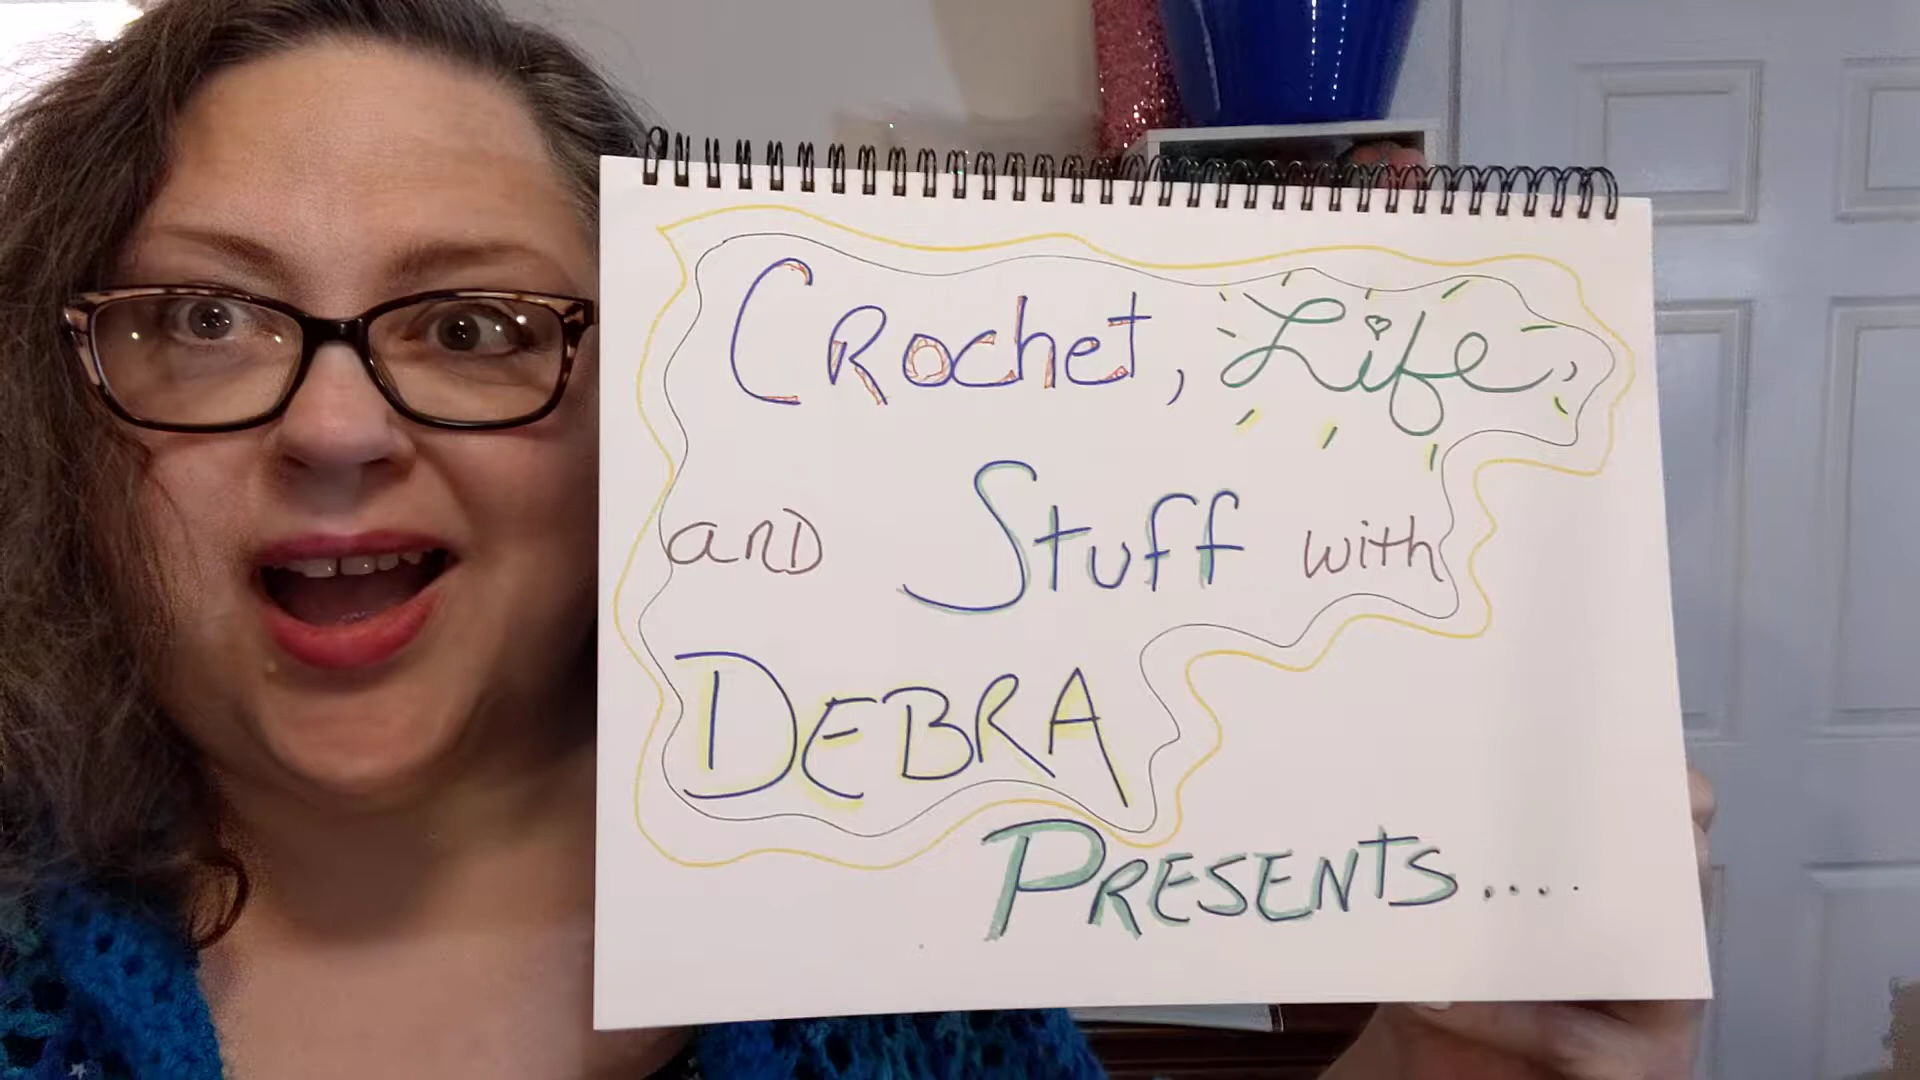 Crochet, Life,
and Stuff with
DEBRA
PRESENTS....